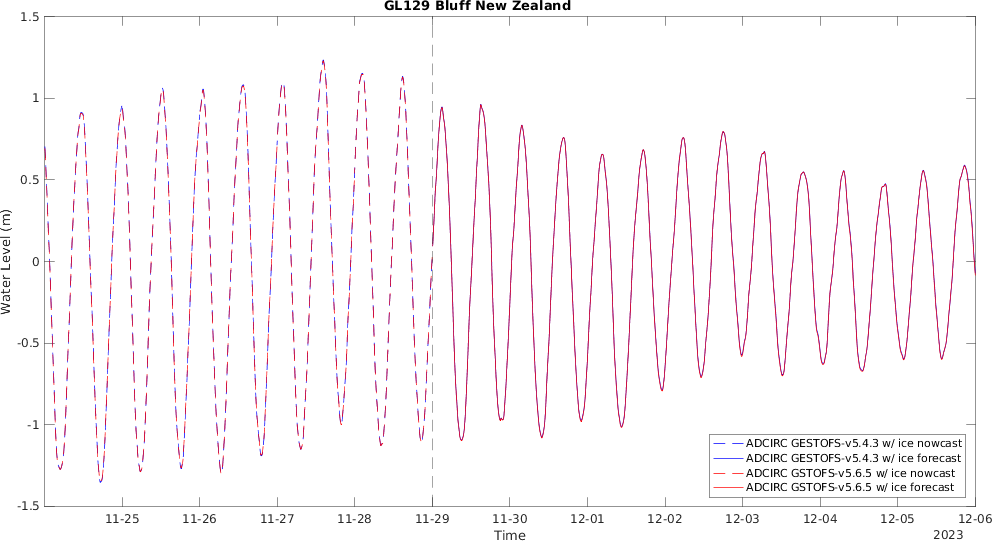 GL129 Bluff New Zealand
1.5
1
0.5
0
-0.5
-1
-1.5
Water Level (m)
11-25 11-26 11-27 11-28 11-29 11-30 12-01 12-02 12-03 12-04 12-05 12-06
Time
2023
ADCIRC GESTOFS-v5.4.3 w/ ice nowcast
ADCIRC GESTOFS-v5.4.3 w/ ice forecast
ADCIRC GSTOFS-v5.6.5 w/ ice nowcast
ADCIRC GSTOFS-v5.6.5 w/ ice forecast